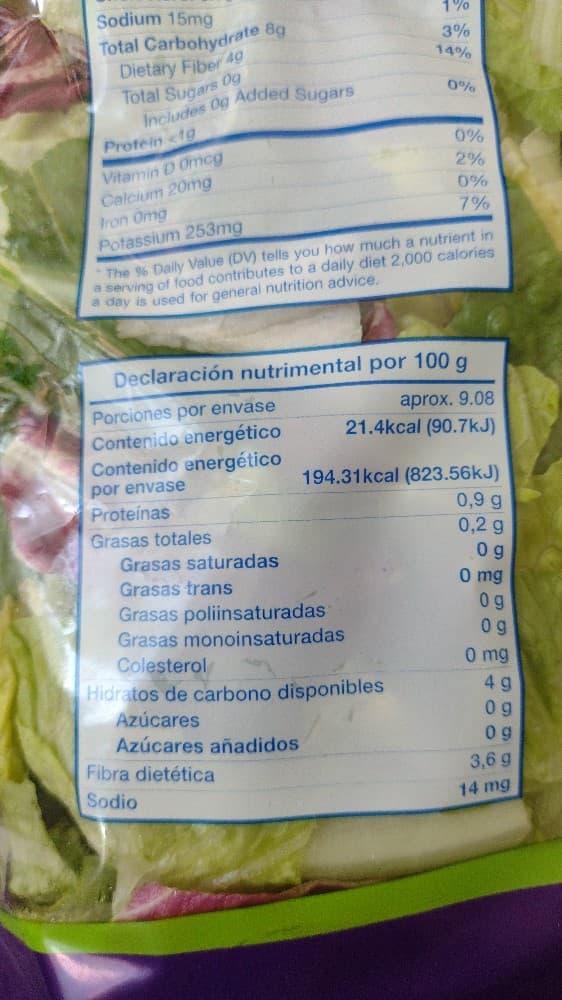 Sodium 15mg 1%
Total Carbohydrate 8g 3%
Dietary Fiber 4g 14%
Total Sugars 0g
Includes 0g Added Sugars 0%
Protein <1g
Vitamin D 0mcg 0%
Calcium 20mg 2%
Iron 0mg 0%
Potassium 253mg 7%
* The % Daily Value (DV) tells you how much a nutrient in
a serving of food contributes to a daily diet 2,000 calories
a day is used for general nutrition advice.
Declaración nutrimental por 100 g
Porciones por envase aprox. 9.08
Contenido energético 21.4kcal (90.7kJ)
Contenido energético
por envase 194.31kcal (823.56kJ)
Proteínas 0,9 g
Grasas totales 0,2 g
Grasas saturadas 0 g
Grasas trans 0 mg
Grasas poliinsaturadas 0 g
Grasas monoinsaturadas 0 g
Colesterol 0 mg
Hidratos de carbono disponibles 4 g
Azúcares 0 g
Azúcares añadidos 0 g
Fibra dietética 3,6 g
Sodio 14 mg